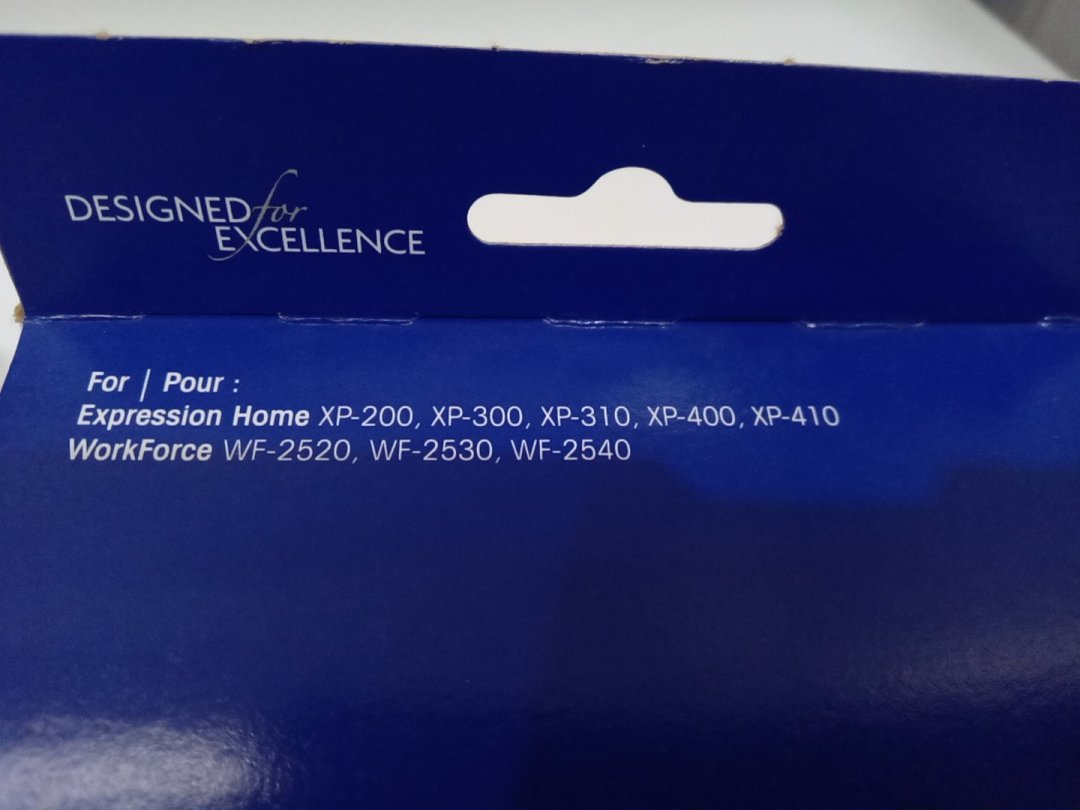 DESIGNED for
EXCELLENCE
For | Pour :
Expression Home XP-200, XP-300, XP-310, XP-400, XP-410
WorkForce WF-2520, WF-2530, WF-2540